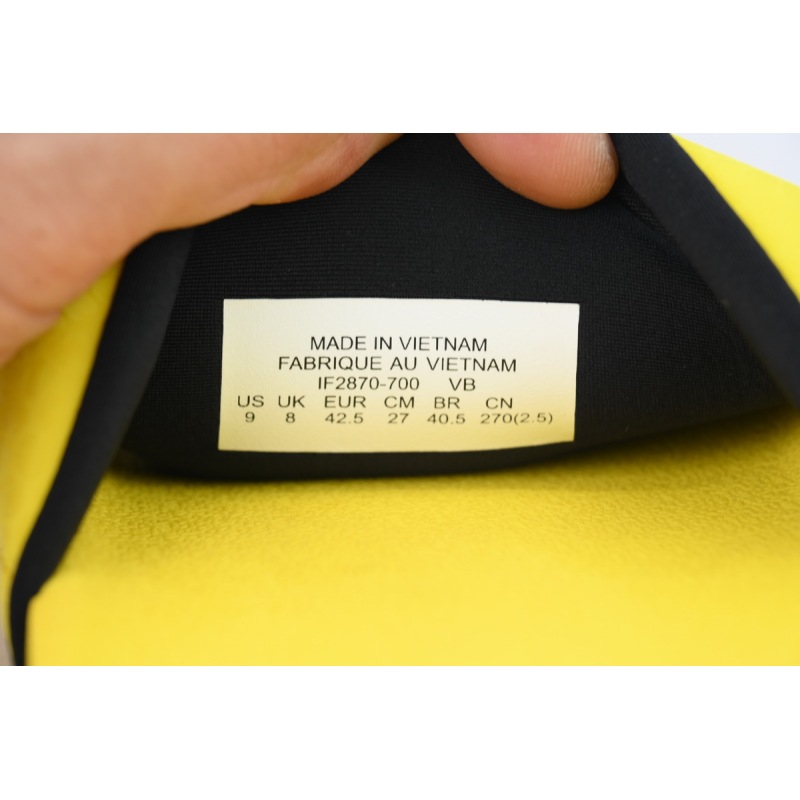 MADE IN VIETNAM
FABRIQUE AU VIETNAM
IF2870-700 VB
US UK EUR CM BR CN
9 8 42.5 27 40.5 270(2.5)